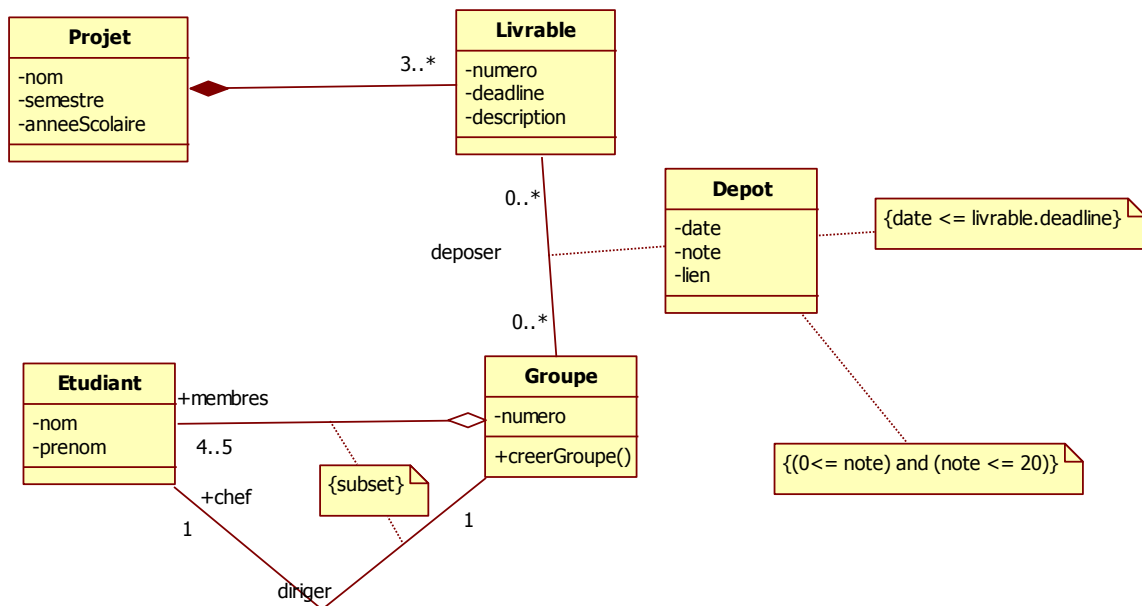 Projet
-nom
-semestre
-anneeScolaire
3..*
Livrable
-numero
-deadline
-description
0..*
deposer
0..*
Depot
-date
-note
-lien
{date <= livrable.deadline}
{(0<= note) and (note <= 20)}
Etudiant
-nom
-prenom
+membres
4..5
Groupe
-numero
+creerGroupe()
{subset}
+chef
1
1
diriger